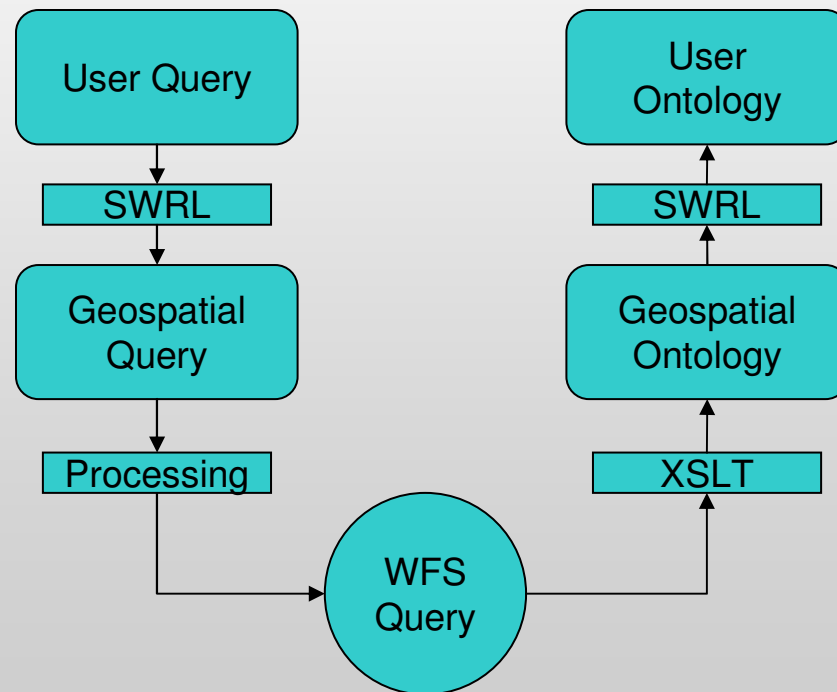 User Query
SWRL
Geospatial
Query
Processing
WFS
Query
XSLT
Geospatial
Ontology
SWRL
User
Ontology